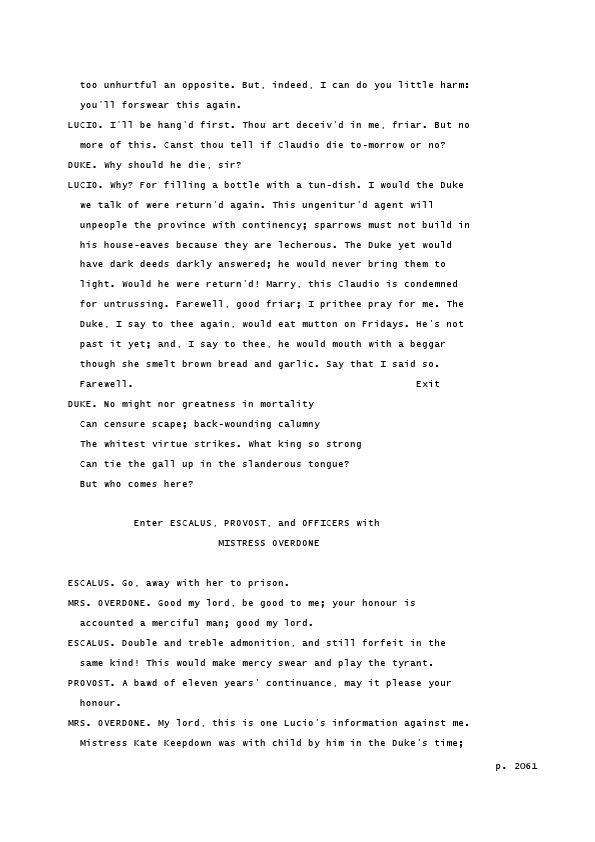 too unhurtful an opposite. But, indeed, I can do you little harm:
you'll forswear this again.
LUCIO. I'll be hang'd first. Thou art deceiv'd in me, friar. But no
more of this. Canst thou tell if Claudio die to-morrow or no?
DUKE. Why should he die, sir?
LUCIO. Why? For filling a bottle with a tun-dish. I would the Duke
we talk of were return'd again. This ungenitur'd agent will
unpeople the province with continency; sparrows must not build in
his house-eaves because they are lecherous. The Duke yet would
have dark deeds darkly answered; he would never bring them to
light. Would he were return'd! Marry, this Claudio is condemned
for untrussing. Farewell, good friar; I prithee pray for me. The
Duke, I say to thee again, would eat mutton on Fridays. He's not
past it yet; and, I say to thee, he would mouth with a beggar
though she smelt brown bread and garlic. Say that I said so.
Farewell. Exit
DUKE. No might nor greatness in mortality
Can censure scape; back-wounding calumny
The whitest virtue strikes. What king so strong
Can tie the gall up in the slanderous tongue?
But who comes here?
Enter ESCALUS, PROVOST, and OFFICERS with
MISTRESS OVERDONE
ESCALUS. Go, away with her to prison.
MRS. OVERDONE. Good my lord, be good to me; your honour is
accounted a merciful man; good my lord.
ESCALUS. Double and treble admonition, and still forfeit in the
same kind! This would make mercy swear and play the tyrant.
PROVOST. A bawd of eleven years' continuance, may it please your
honour.
MRS. OVERDONE. My lord, this is one Lucio's information against me.
Mistress Kate Keepdown was with child by him in the Duke's time;
p. 2061